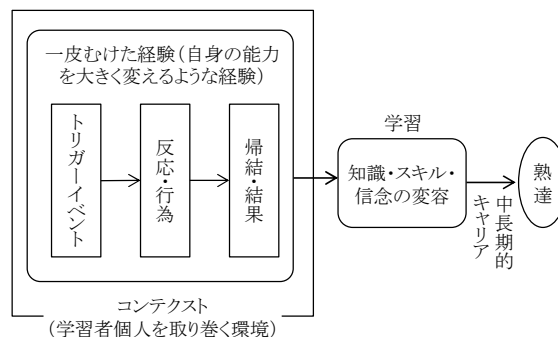 一皮むけた経験(自身の能力
を大きく変えるような経験)
トリガーイベント
反応・行為
帰結・結果
学習
知識・スキル・
信念の変容
中長期的
キャリア
熟達
コンテクスト
(学習者個人を取り巻く環境)